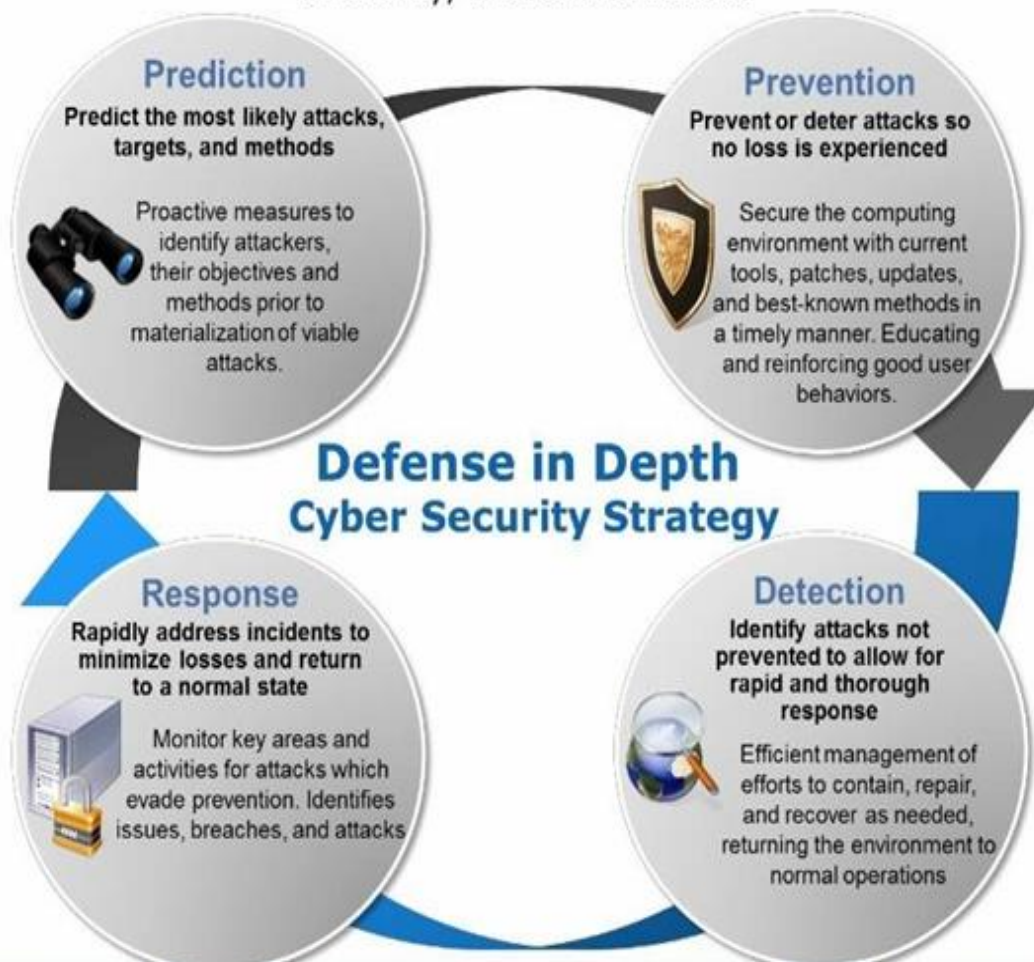 Prediction
Predict the most likely attacks,
targets, and methods
Proactive measures to
identify attackers,
their objectives and
methods prior to
materialization of viable
attacks.
Prevention
Prevent or deter attacks so
no loss is experienced
Secure the computing
environment with current
tools, patches, updates,
and best-known methods in
a timely manner. Educating
and reinforcing good user
behaviors.
Defense in Depth
Cyber Security Strategy
Response
Rapidly address incidents to
minimize losses and return
to a normal state
Monitor key areas and
activities for attacks which
evade prevention. Identifies
issues, breaches, and attacks
Detection
Identify attacks not
prevented to allow for
rapid and thorough
response
Efficient management of
efforts to contain, repair,
and recover as needed,
returning the environment to
normal operations